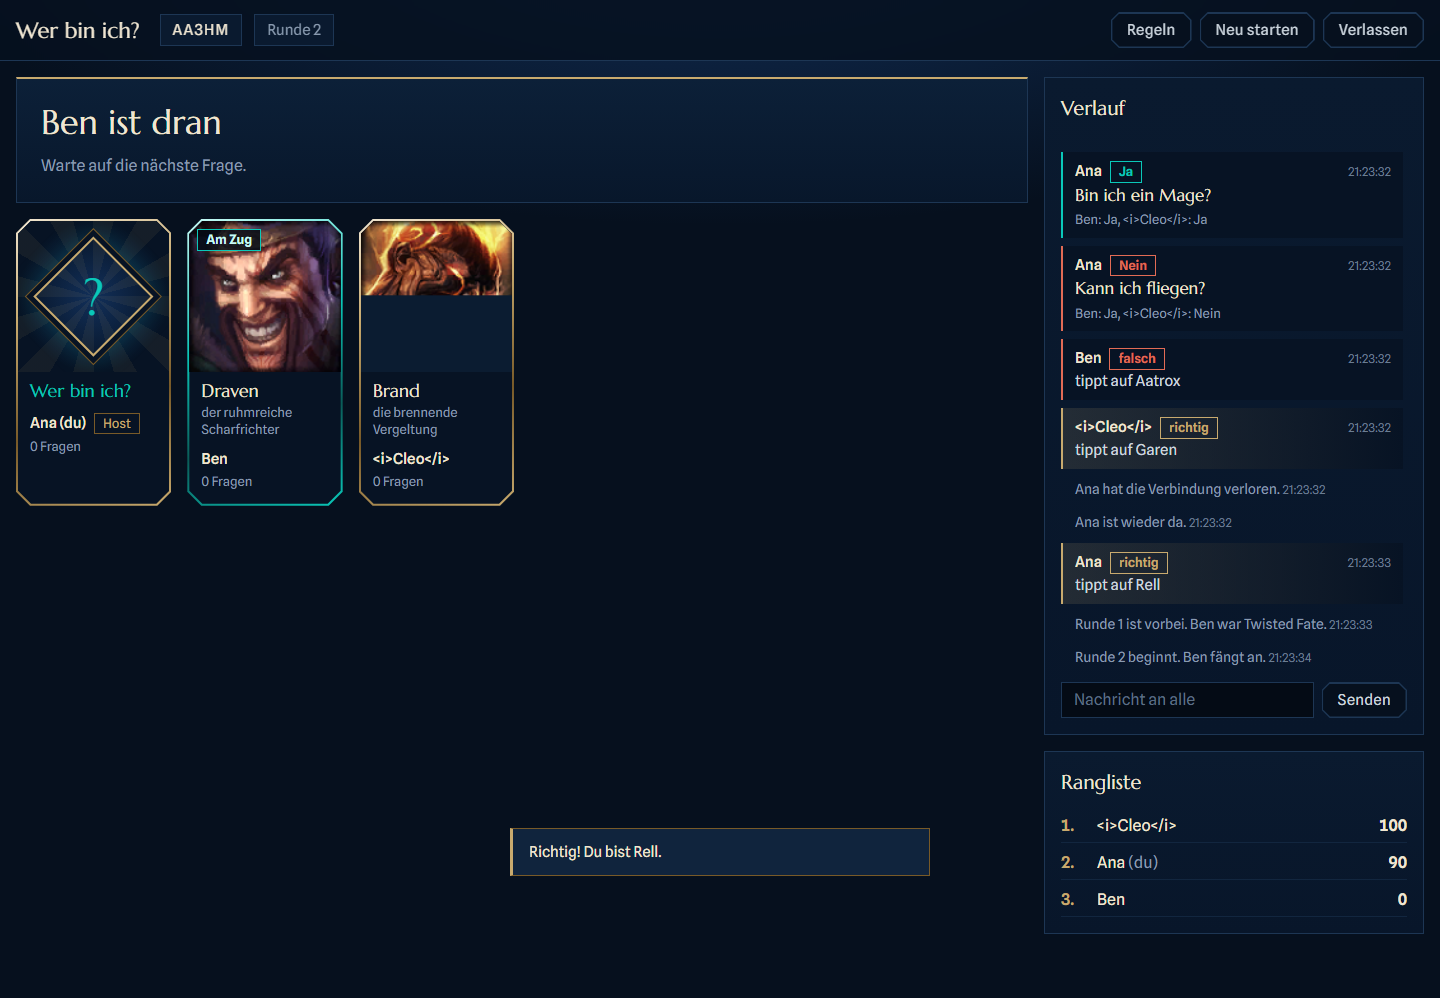 Wer bin ich?
AA3HM
Runde 2
Regeln
Neu starten
Verlassen
Ben ist dran
Warte auf die nächste Frage.
?
Wer bin ich?
Ana (du) Host
0 Fragen
Am Zug
Draven
der ruhmreiche
Scharfrichter
Ben
0 Fragen
Brand
die brennende
Vergeltung
<i>Cleo</i>
0 Fragen
Verlauf
Ana Ja 21:23:32
Bin ich ein Mage?
Ben: Ja, <i>Cleo</i>: Ja
Ana Nein 21:23:32
Kann ich fliegen?
Ben: Ja, <i>Cleo</i>: Nein
Ben falsch 21:23:32
tippt auf Aatrox
<i>Cleo</i> richtig 21:23:32
tippt auf Garen
Ana hat die Verbindung verloren. 21:23:32
Ana ist wieder da. 21:23:32
Ana richtig 21:23:33
tippt auf Rell
Runde 1 ist vorbei. Ben war Twisted Fate. 21:23:33
Runde 2 beginnt. Ben fängt an. 21:23:34
Nachricht an alle
Senden
Rangliste
1. <i>Cleo</i> 100
2. Ana (du) 90
3. Ben 0
Richtig! Du bist Rell.